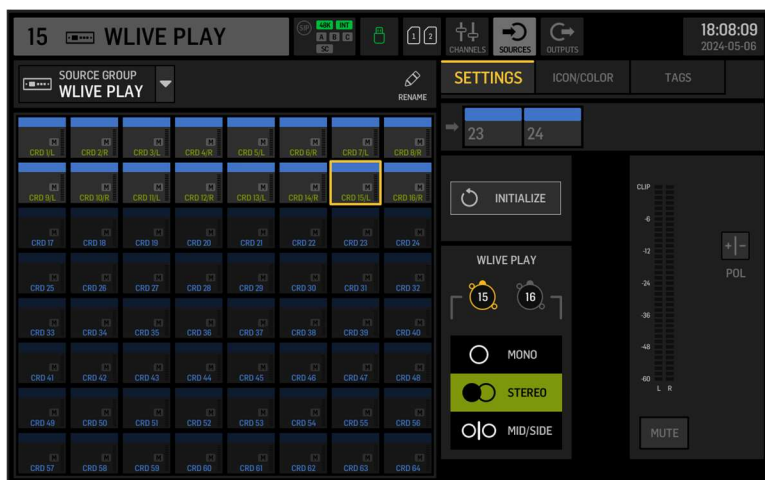 15 WLIVE PLAY
SUP 48K INT A B C SC
1 2
CHANNELS SOURCES OUTPUTS
18:08:09
2024-05-06
SOURCE GROUP
WLIVE PLAY
RENAME
SETTINGS ICON/COLOR TAGS
23 24
CRD 1/L CRD 2/R CRD 3/L CRD 4/R CRD 5/L CRD 6/R CRD 7/L CRD 8/R
CRD 9/L CRD 10/R CRD 11/L CRD 12/R CRD 13/L CRD 14/R CRD 15/L CRD 16/R
CRD 17 CRD 18 CRD 19 CRD 20 CRD 21 CRD 22 CRD 23 CRD 24
CRD 25 CRD 26 CRD 27 CRD 28 CRD 29 CRD 30 CRD 31 CRD 32
CRD 33 CRD 34 CRD 35 CRD 36 CRD 37 CRD 38 CRD 39 CRD 40
CRD 41 CRD 42 CRD 43 CRD 44 CRD 45 CRD 46 CRD 47 CRD 48
CRD 49 CRD 50 CRD 51 CRD 52 CRD 53 CRD 54 CRD 55 CRD 56
CRD 57 CRD 58 CRD 59 CRD 60 CRD 61 CRD 62 CRD 63 CRD 64
INITIALIZE
WLIVE PLAY
15 16
MONO
STEREO
MID/SIDE
CLIP
-6
-12
-24
-36
-48
-60
L R
+|-
POL
MUTE